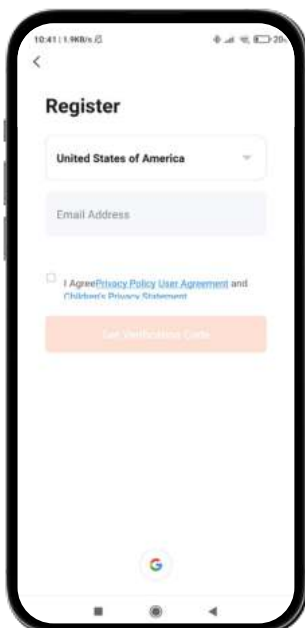 10:41 | 1.9KB/s
Register
United States of America
Email Address
I AgreePrivacy Policy User Agreement and
Children's Privacy Statement
Get Verification Code
G